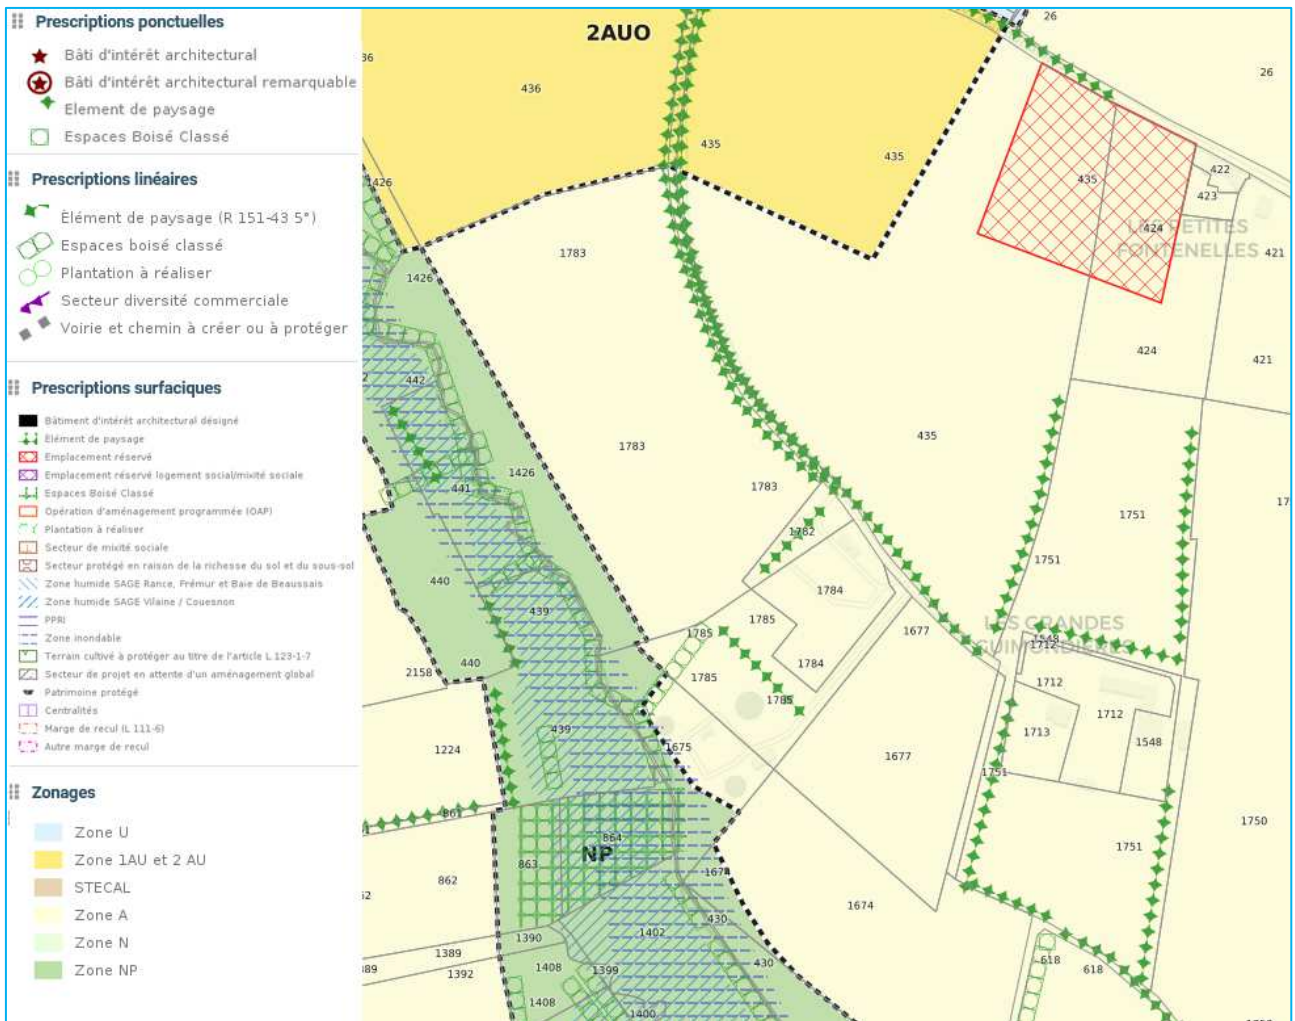 Prescriptions ponctuelles
Bâti d'intérêt architectural
Bâti d'intérêt architectural remarquable
Element de paysage
Espaces Boisé Classé
Prescriptions linéaires
Élément de paysage (R 151-43 5°)
Espaces boisé classé
Plantation à réaliser
Secteur diversité commerciale
Voirie et chemin à créer ou à protéger
Prescriptions surfaciques
Bâtiment d'intérêt architectural désigné
Elément de paysage
Emplacement réservé
Emplacement réservé logement social/mixité sociale
Espaces Boisé Classé
Opération d'aménagement programmée (OAP)
Plantation à réaliser
Secteur de mixité sociale
Secteur protégé en raison de la richesse du sol et du sous-sol
Zone humide SAGE Rance, Frémur et Baie de Beaussais
Zone humide SAGE Vilaine / Couesnon
PPRI
Zone inondable
Terrain cultivé à protéger au titre de l'article L 123-1-7
Secteur de projet en attente d'un aménagement global
Patrimoine protégé
Centralités
Marge de recul (L 111-6)
Autre marge de recul
Zonages
Zone U
Zone 1AU et 2 AU
STECAL
Zone A
Zone N
Zone NP
26
2AUO
36
26
436
435
435
422
1426
435
423
424
LES PETITES
FONTENELLES
1783
421
1426
424
421
442
435
1783
1426
1783
441
1751
1782
1751
440
1784
439
1785
LES GRANDES
GUIMONDIERES
1677
1785
1548
1712
440
1784
2158
1785
1712
1785
1712
439
1713
1548
1224
1675
1677
1751
861
1750
864
1751
NP
863
862
1674
430
1402
1390
1389
430
618
1408
1399
618
389
1392
1408
1400